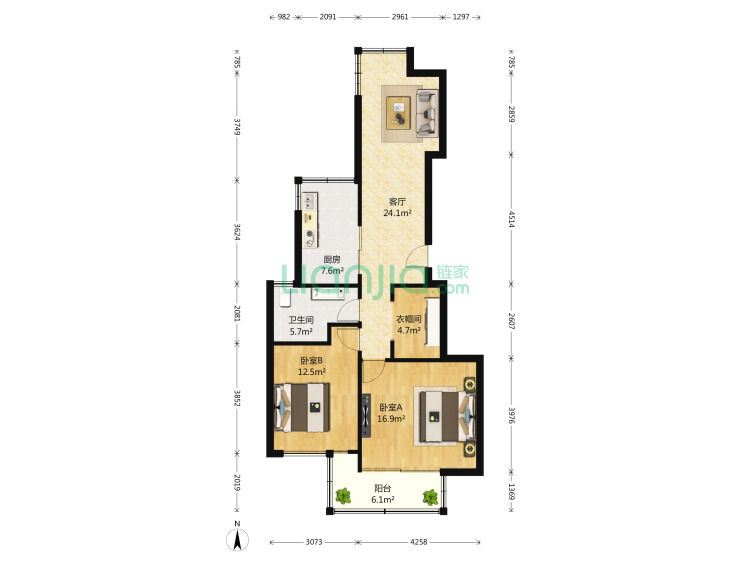 982 2091 2961 1297
785 785
3749 2859
客厅
24.1m²
3624 4514
厨房
7.6m²
Lianjia 链家
.com
卫生间
5.7m²
衣帽间
4.7m²
2081 2607
卧室B
12.5m²
卧室A
16.9m²
3852 3976
阳台
6.1m²
2019 1369
N
3073 4258